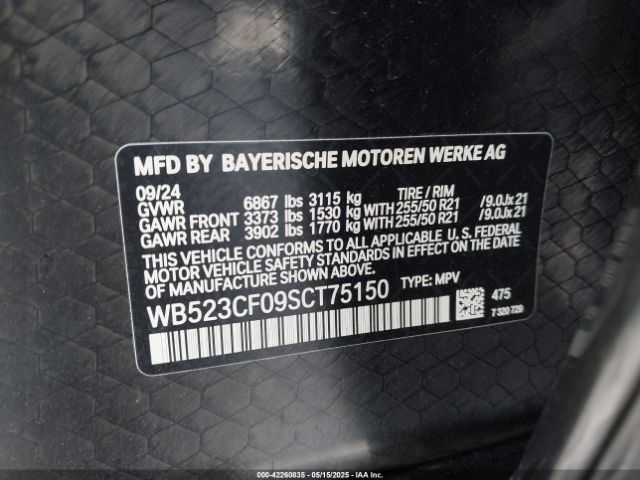 MFD BY BAYERISCHE MOTOREN WERKE AG
09/24 TIRE / RIM
GVWR 6867 lbs 3115 kg
GAWR FRONT 3373 lbs 1530 kg WITH 255/50 R21 /9.0Jx21
GAWR REAR 3902 lbs 1770 kg WITH 255/50 R21 /9.0Jx21
THIS VEHICLE CONFORMS TO ALL APPLICABLE U.S. FEDERAL
MOTOR VEHICLE SAFETY STANDARDS IN EFFECT ON THE DATE
OF MANUFACTURE SHOWN ABOVE.
WB523CF09SCT75150 TYPE: MPV
475
7 320 729
000-42260835 - 05/15/2025 - IAA Inc. (Owner)